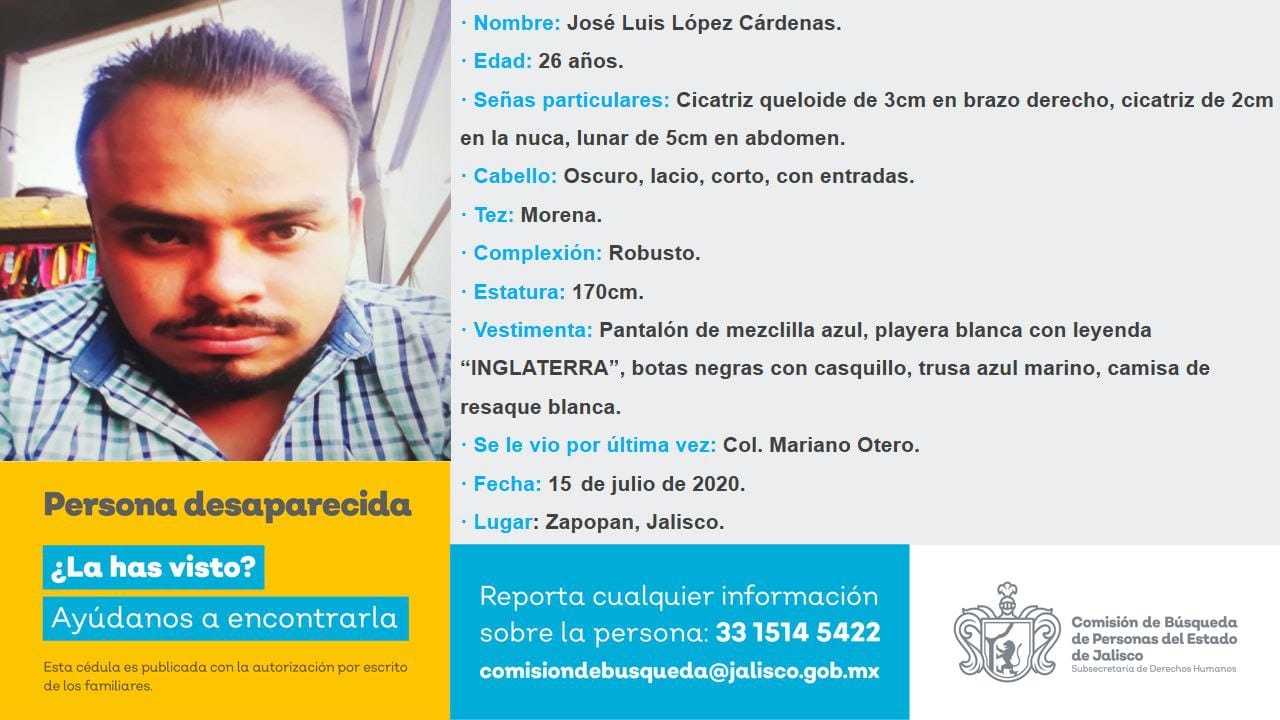 · Nombre: José Luis López Cárdenas.
· Edad: 26 años.
· Señas particulares: Cicatriz queloide de 3cm en brazo derecho, cicatriz de 2cm
en la nuca, lunar de 5cm en abdomen.
· Cabello: Oscuro, lacio, corto, con entradas.
· Tez: Morena.
· Complexión: Robusto.
· Estatura: 170cm.
· Vestimenta: Pantalón de mezclilla azul, playera blanca con leyenda
“INGLATERRA”, botas negras con casquillo, trusa azul marino, camisa de
resaque blanca.
· Se le vio por última vez: Col. Mariano Otero.
· Fecha: 15 de julio de 2020.
· Lugar: Zapopan, Jalisco.
Persona desaparecida
¿La has visto?
Ayúdanos a encontrarla
Esta cédula es publicada con la autorización por escrito
de los familiares.
Reporta cualquier información
sobre la persona: 33 1514 5422
comisiondebusqueda@jalisco.gob.mx
Comisión de Búsqueda
de Personas del Estado
de Jalisco
Subsecretaría de Derechos Humanos